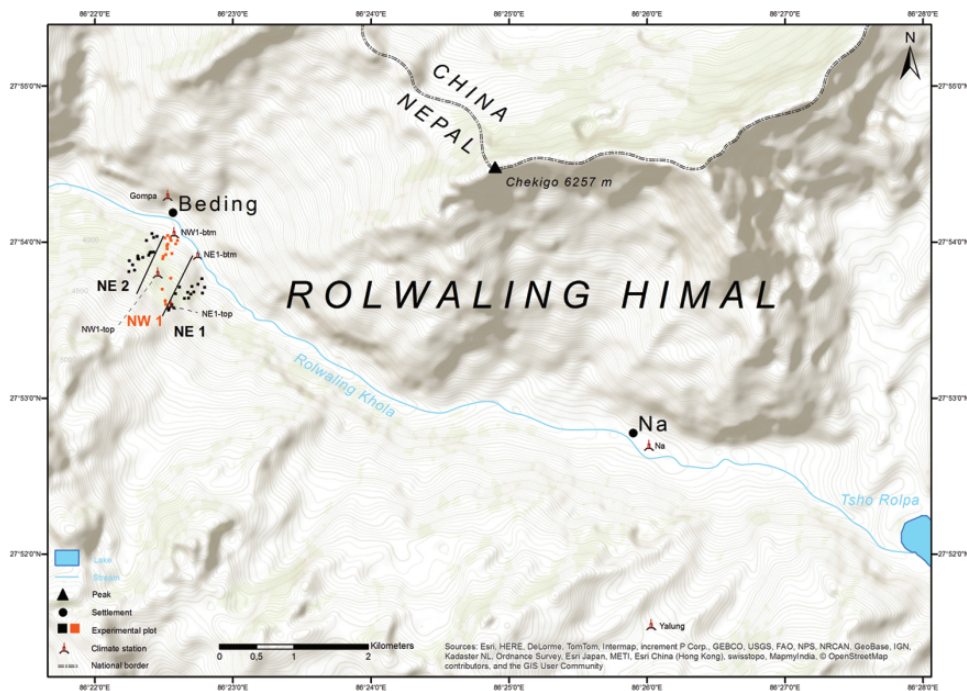 86°22'0"E 86°23'0"E 86°24'0"E 86°25'0"E 86°26'0"E 86°27'0"E 86°28'0"E
N
27°55'0"N 27°55'0"N
CHINA
NEPAL
Chekigo 6257 m
Gompa
Beding
NW1-btm
27°54'0"N 27°54'0"N
NE1-btm
NE 2
ROLWALING HIMAL
NW 1
NE1-top
NW1-top
NE 1
Rolwaling Khola
27°53'0"N 27°53'0"N
Na
Na
Tsho Rolpa
27°52'0"N 27°52'0"N
Lake
Stream
Peak
Settlement
Experimental plot
Climate station
National border
Yalung
Kilometers
0 0,5 1 2
Sources: Esri, HERE, DeLorme, TomTom, Intermap, increment P Corp., GEBCO, USGS, FAO, NPS, NRCAN, GeoBase, IGN,
Kadaster NL, Ordnance Survey, Esri Japan, METI, Esri China (Hong Kong), swisstopo, MapmyIndia, © OpenStreetMap
contributors, and the GIS User Community
86°22'0"E 86°23'0"E 86°24'0"E 86°25'0"E 86°26'0"E 86°27'0"E 86°28'0"E